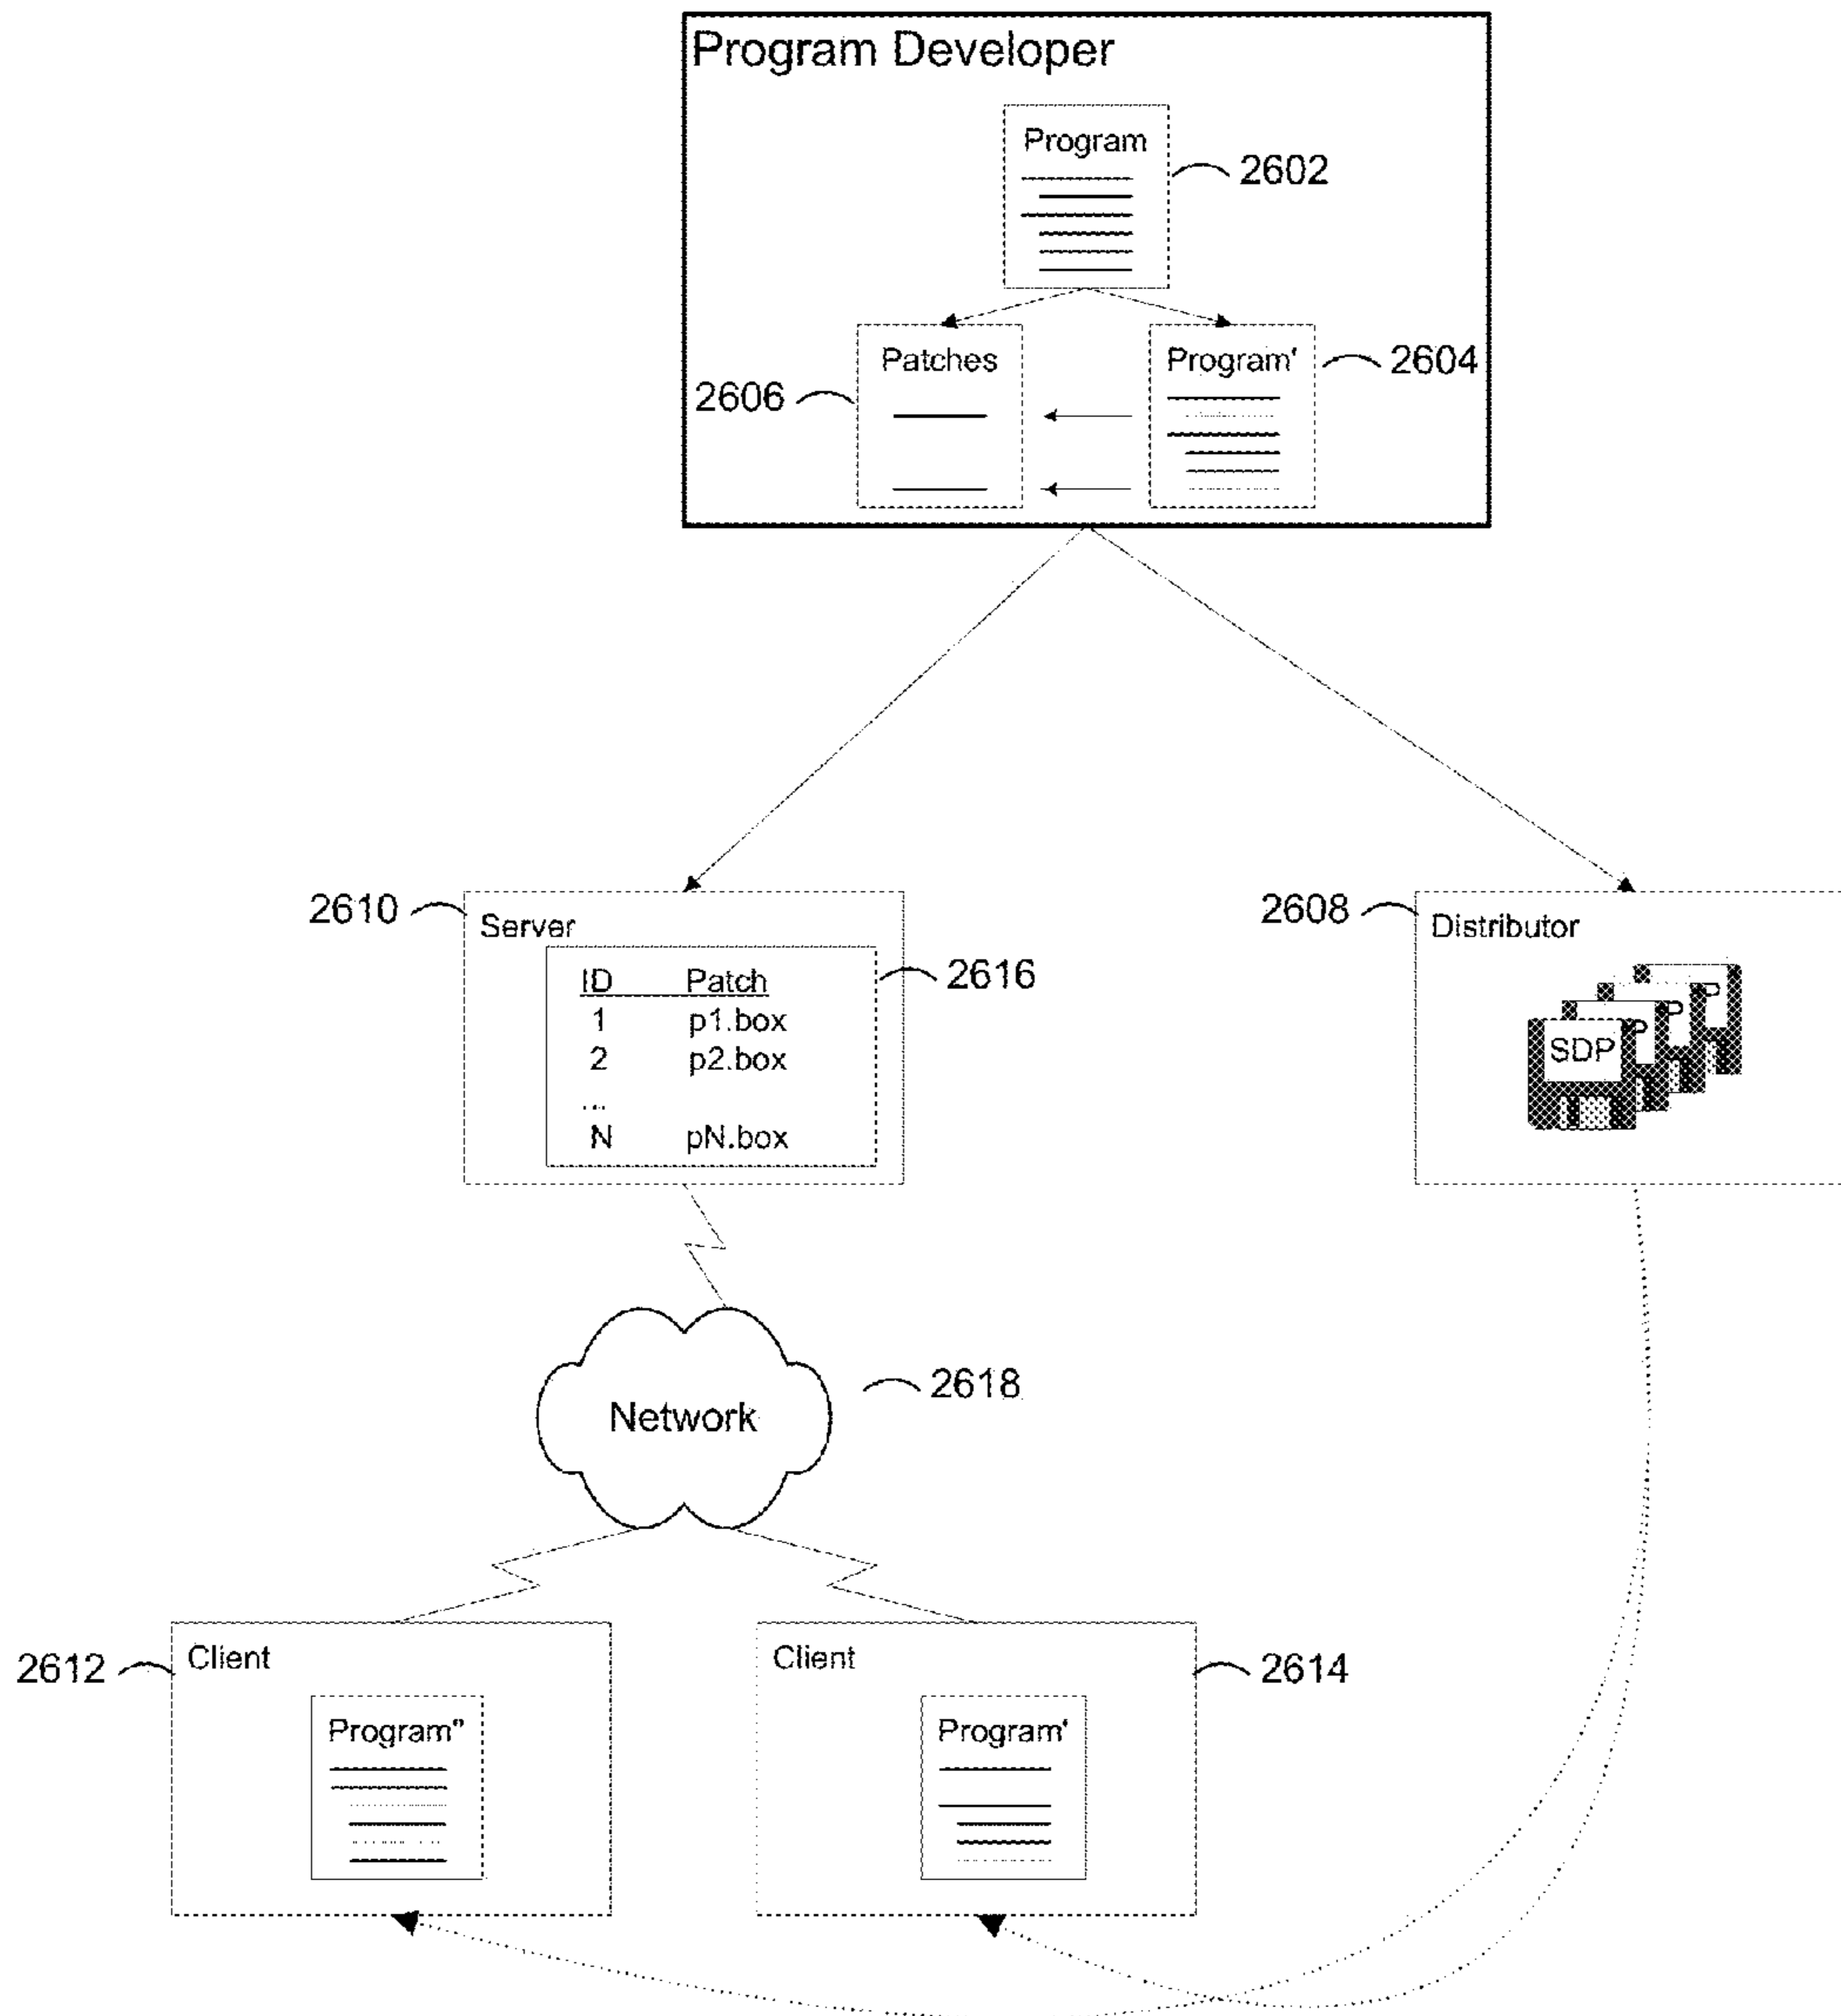 Program Developer
Program
2602
Patches
Program'
2604
2606
2610
Server
2608
Distributor
ID Patch
2616
1 p1.box
2 p2.box
...
N pN.box
SDP
Network
2618
2612
Client
Client
2614
Program"
Program'